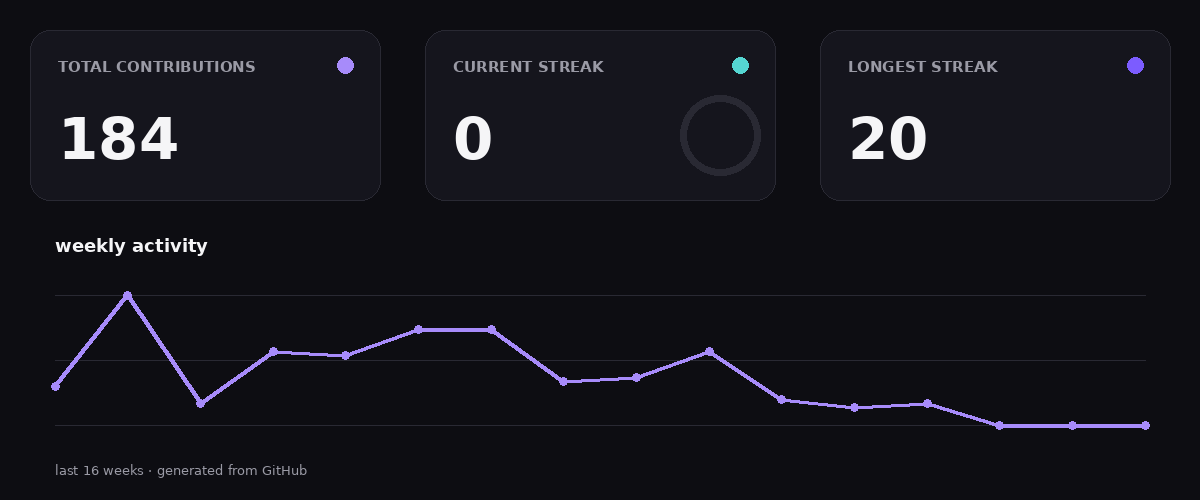 TOTAL CONTRIBUTIONS
184
CURRENT STREAK
0
LONGEST STREAK
20
weekly activity
last 16 weeks · generated from GitHub